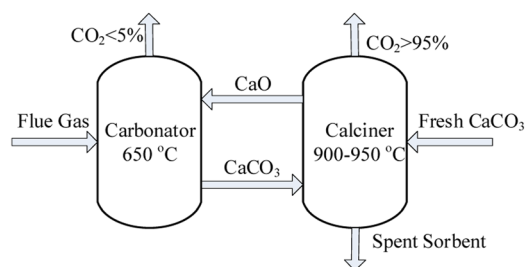 CO₂<5%
CO₂>95%
CaO
Flue Gas
Carbonator
650 °C
Calciner
900-950 °C
Fresh CaCO₃
CaCO₃
Spent Sorbent